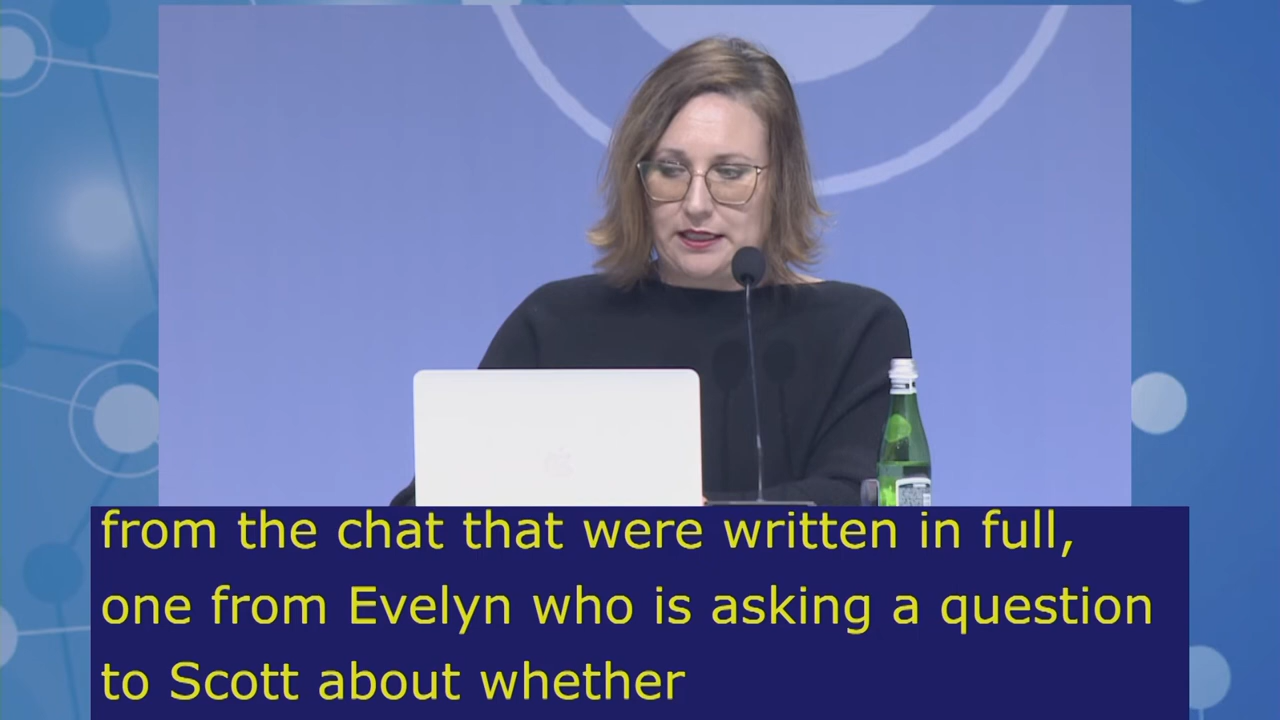 from the chat that were written in full,
one from Evelyn who is asking a question
to Scott about whether